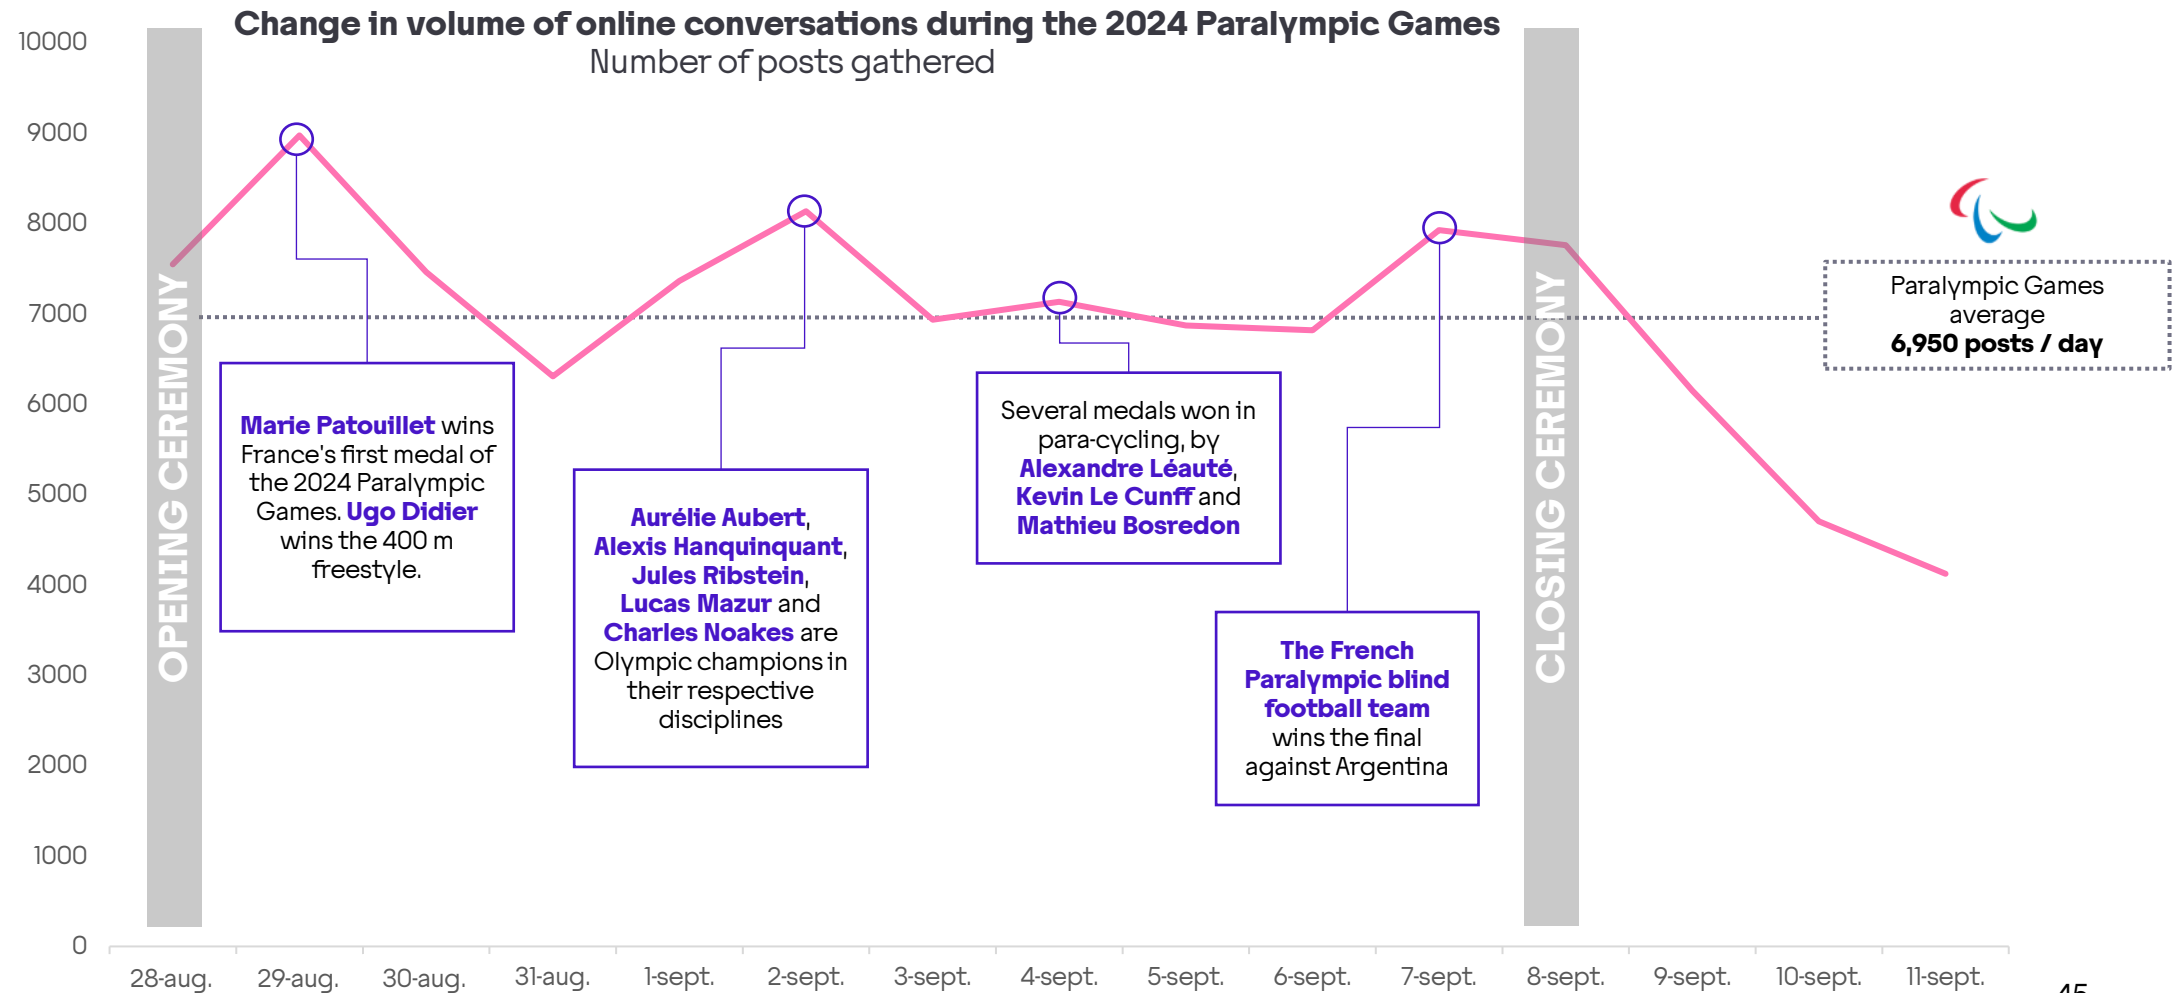 Change in volume of online conversations during the 2024 Paralympic Games
Number of posts gathered
10000
9000
8000
7000
6000
5000
4000
3000
2000
1000
0
OPENING CEREMONY
Marie Patouillet wins
France's first medal of
the 2024 Paralympic
Games. Ugo Didier
wins the 400 m
freestyle.
Aurélie Aubert,
Alexis Hanquinquant,
Jules Ribstein,
Lucas Mazur and
Charles Noakes are
Olympic champions in
their respective
disciplines
Several medals won in
para-cycling, by
Alexandre Léauté,
Kevin Le Cunff and
Mathieu Bosredon
The French
Paralympic blind
football team
wins the final
against Argentina
CLOSING CEREMONY
Paralympic Games
average
6,950 posts / day
28-aug.
29-aug.
30-aug.
31-aug.
1-sept.
2-sept.
3-sept.
4-sept.
5-sept.
6-sept.
7-sept.
8-sept.
9-sept.
10-sept.
11-sept.